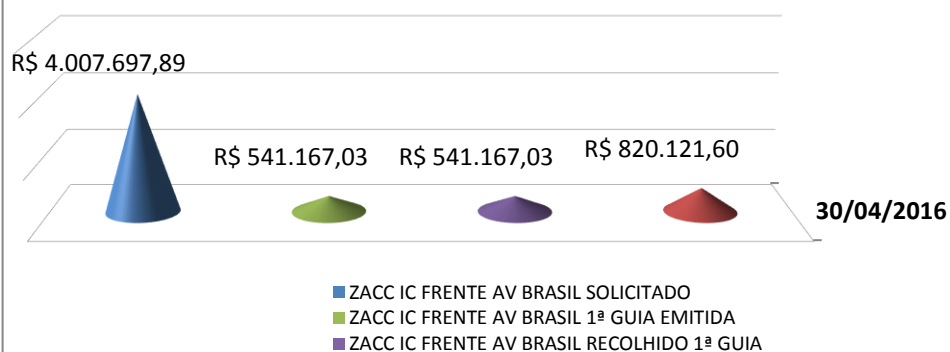 R$ 4.007.697,89
R$ 541.167,03
R$ 541.167,03
R$ 820.121,60
30/04/2016
ZACC IC FRENTE AV BRASIL SOLICITADO
ZACC IC FRENTE AV BRASIL 1ª GUIA EMITIDA
ZACC IC FRENTE AV BRASIL RECOLHIDO 1ª GUIA